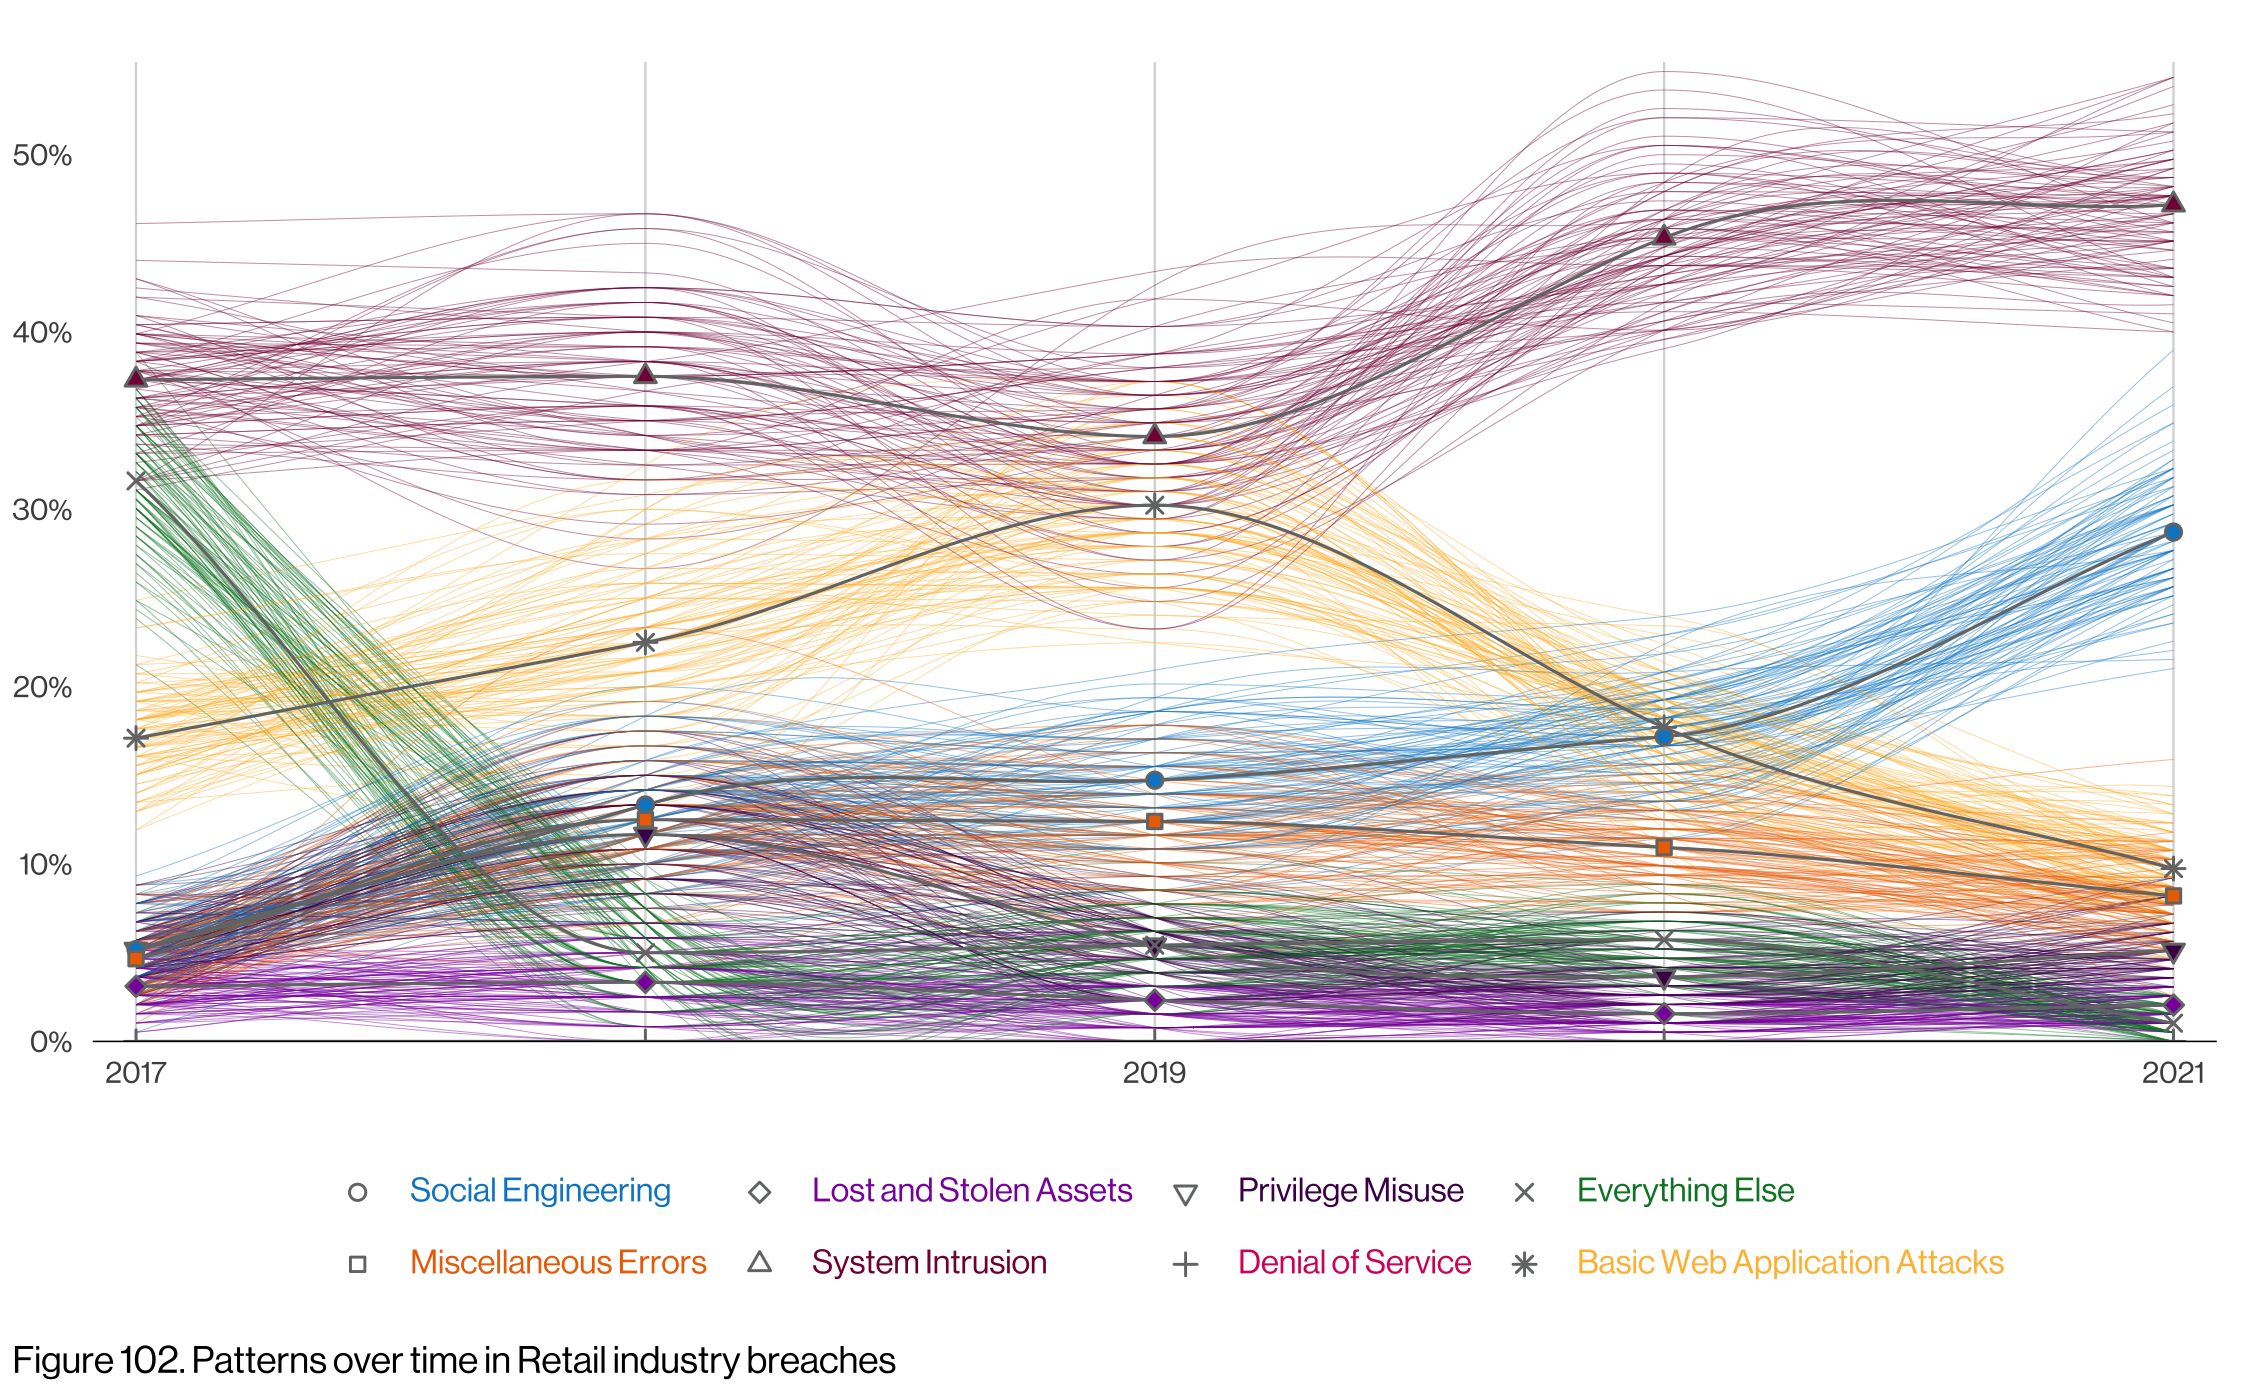 50%
40%
30%
20%
10%
0%
2017 2019 2021
Social Engineering Lost and Stolen Assets Privilege Misuse Everything Else
Miscellaneous Errors System Intrusion Denial of Service Basic Web Application Attacks
Figure 102. Patterns over time in Retail industry breaches